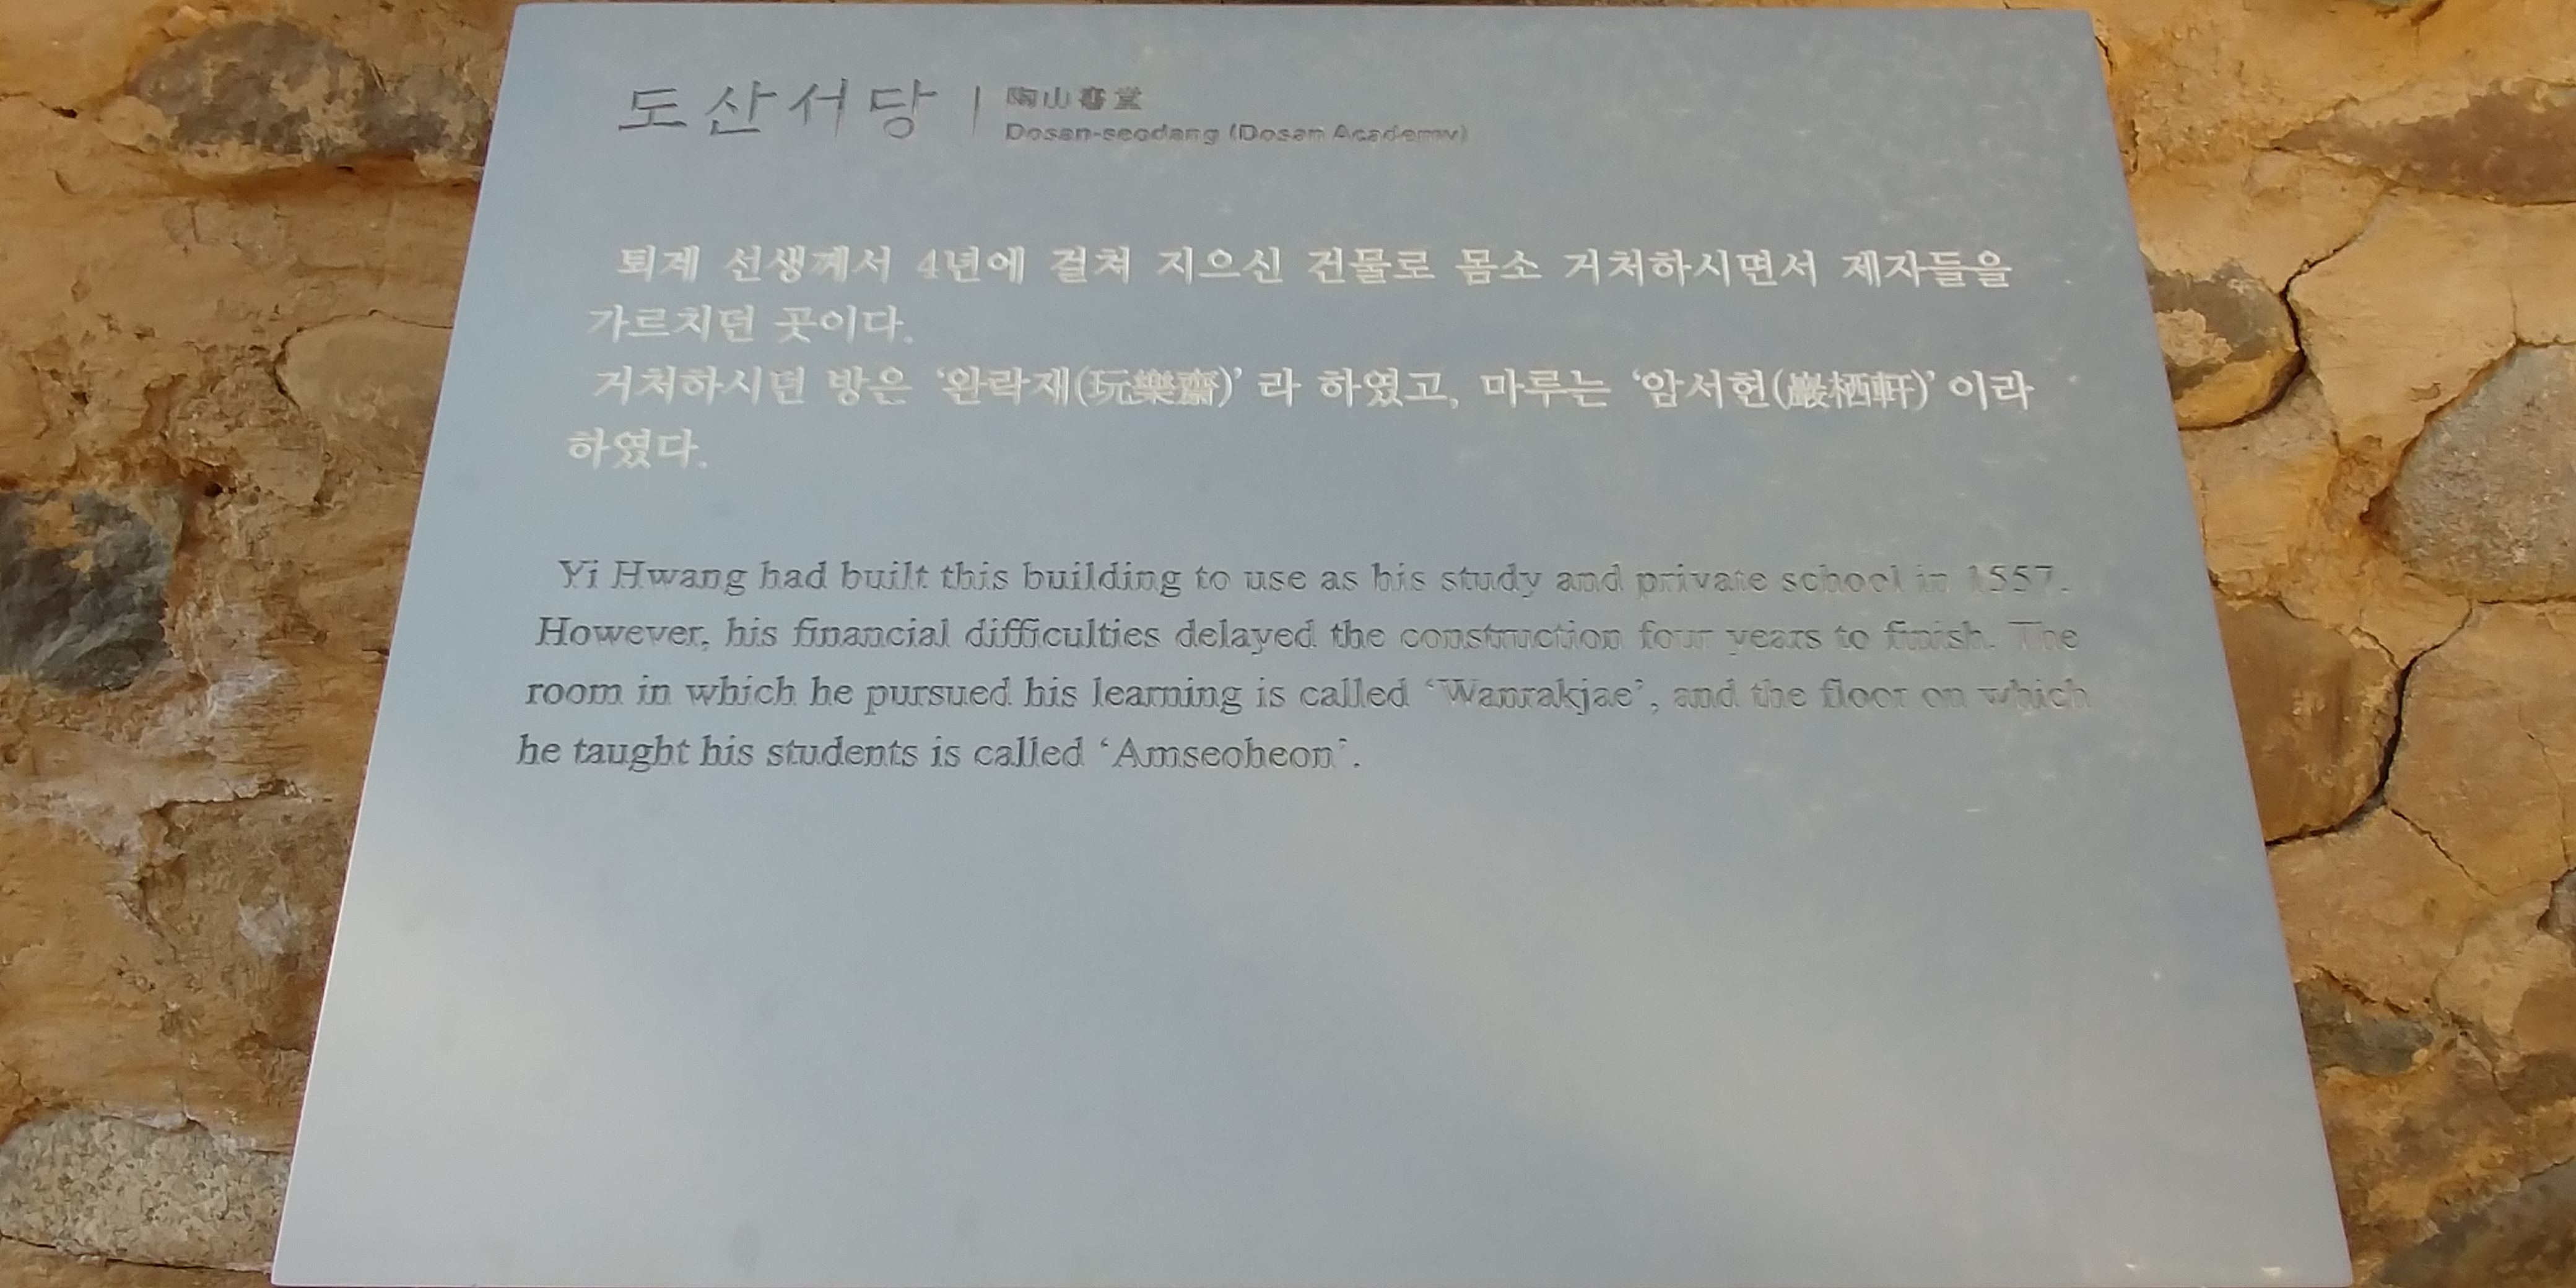 도산서당 | 陶山書堂
Dosan-seodang (Dosan Academy)
퇴계 선생께서 4년에 걸쳐 지으신 건물로 몸소 거처하시면서 제자들을
가르치던 곳이다.
거처하시던 방은 ‘완락재(玩樂齋)’ 라 하였고, 마루는 ‘암서헌(巖栖軒)’ 이라
하였다.
Yi Hwang had built this building to use as his study and private school in 1557.
However, his financial difficulties delayed the construction four years to finish. The
room in which he pursued his learning is called ‘Wanrakjae’, and the floor on which
he taught his students is called ‘Amseoheon’.